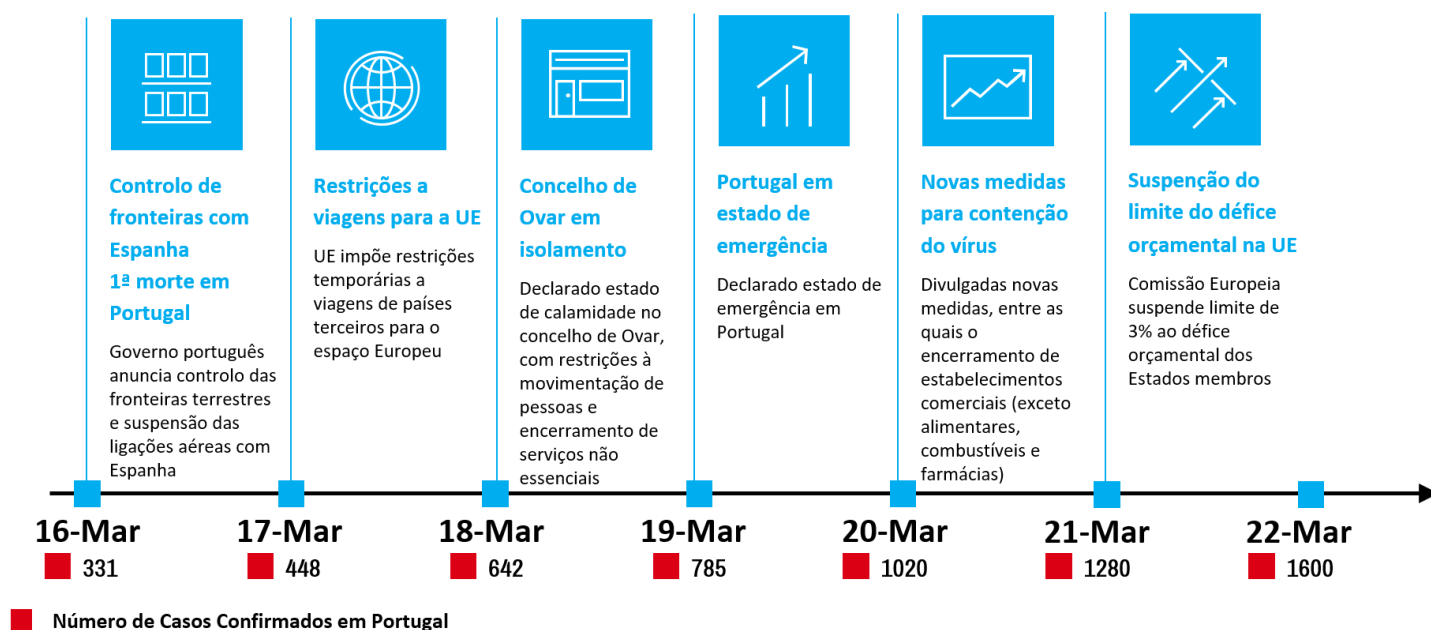 Controlo de
fronteiras com
Espanha
1ª morte em
Portugal
Governo português
anuncia controlo das
fronteiras terrestres
e suspensão das
ligações aéreas com
Espanha
Restrições a
viagens para a UE
UE impõe restrições
temporárias a
viagens de países
terceiros para o
espaço Europeu
Concelho de
Ovar em
isolamento
Declarado estado
de calamidade no
concelho de Ovar,
com restrições à
movimentação de
pessoas e
encerramento de
serviços não
essenciais
Portugal em
estado de
emergência
Declarado estado de
emergência em
Portugal
Novas medidas
para contenção
do vírus
Divulgadas novas
medidas, entre as
quais o
encerramento de
estabelecimentos
comerciais (exceto
alimentares,
combustíveis e
farmácias)
Suspenção do
limite do défice
orçamental na UE
Comissão Europeia
suspende limite de
3% ao défice
orçamental dos
Estados membros
16-Mar
331
17-Mar
448
18-Mar
642
19-Mar
785
20-Mar
1020
21-Mar
1280
22-Mar
1600
Número de Casos Confirmados em Portugal